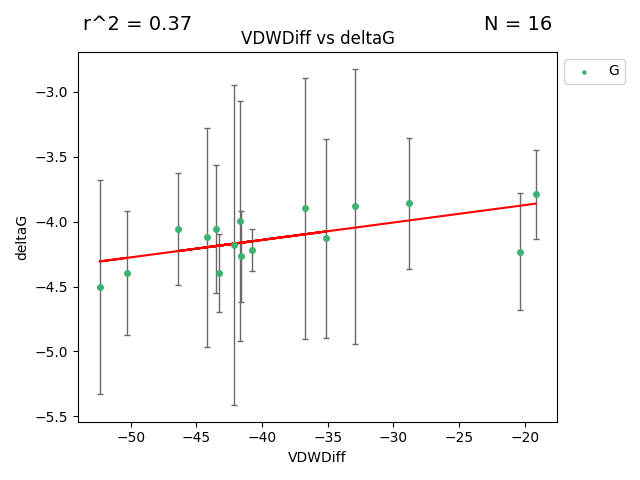 r^2 = 0.37
N = 16
VDWDiff vs deltaG
G
−3.0
−3.5
−4.0
−4.5
−5.0
−5.5
deltaG
−50
−45
−40
−35
−30
−25
−20
VDWDiff